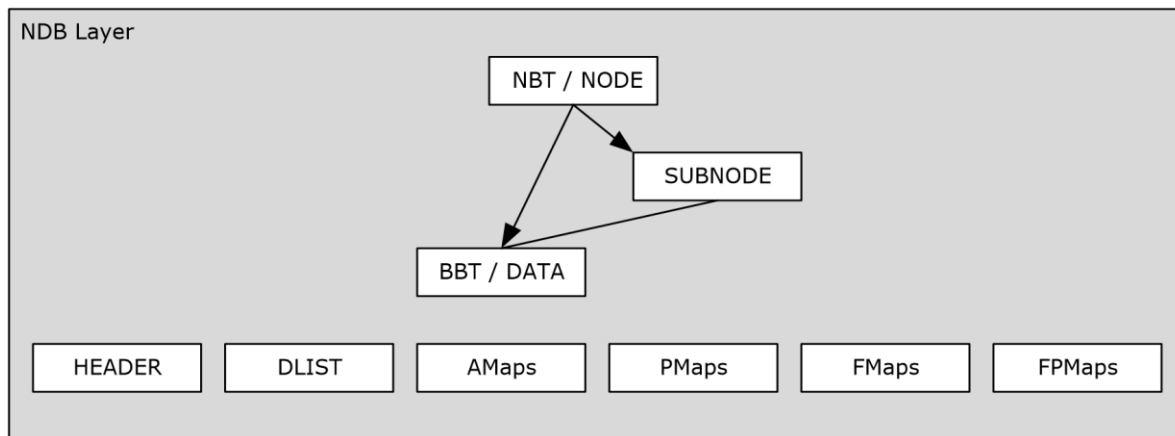 NDB Layer
NBT / NODE
SUBNODE
BBT / DATA
HEADER
DLIST
AMaps
PMaps
FMaps
FPMaps